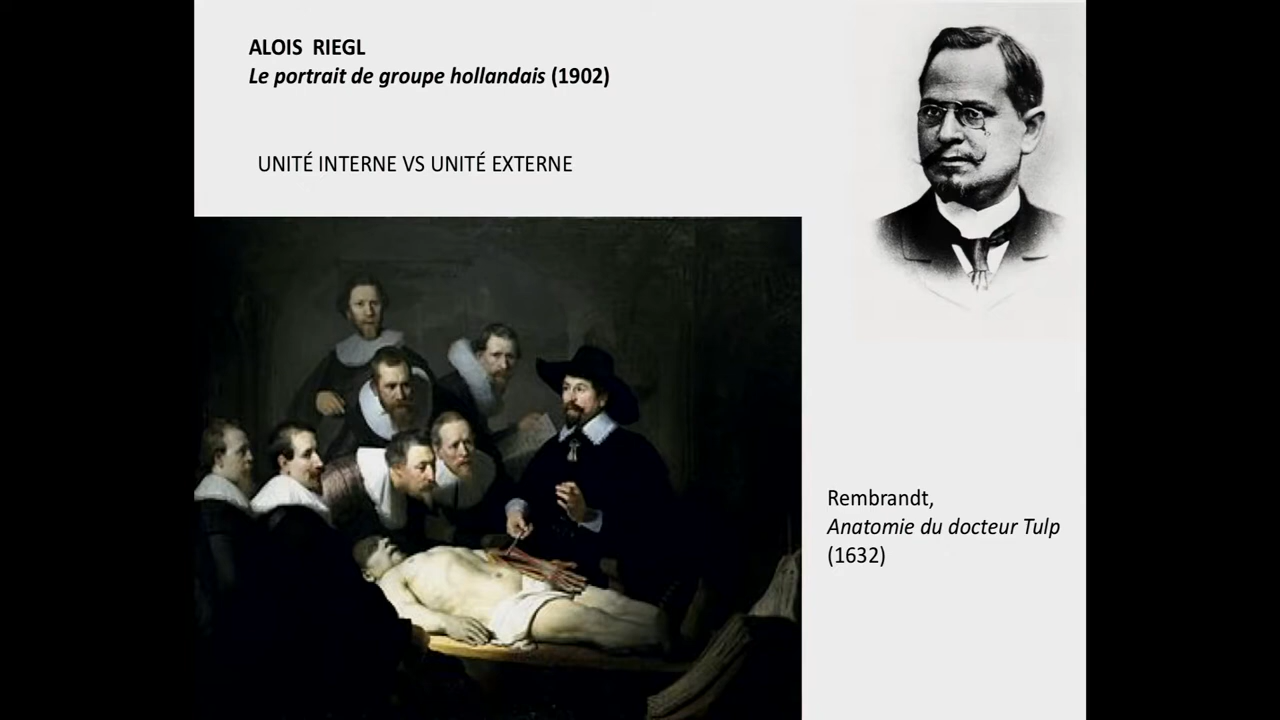 ALOIS RIEGL
Le portrait de groupe hollandais (1902)
UNITÉ INTERNE VS UNITÉ EXTERNE
Rembrandt,
Anatomie du docteur Tulp
(1632)